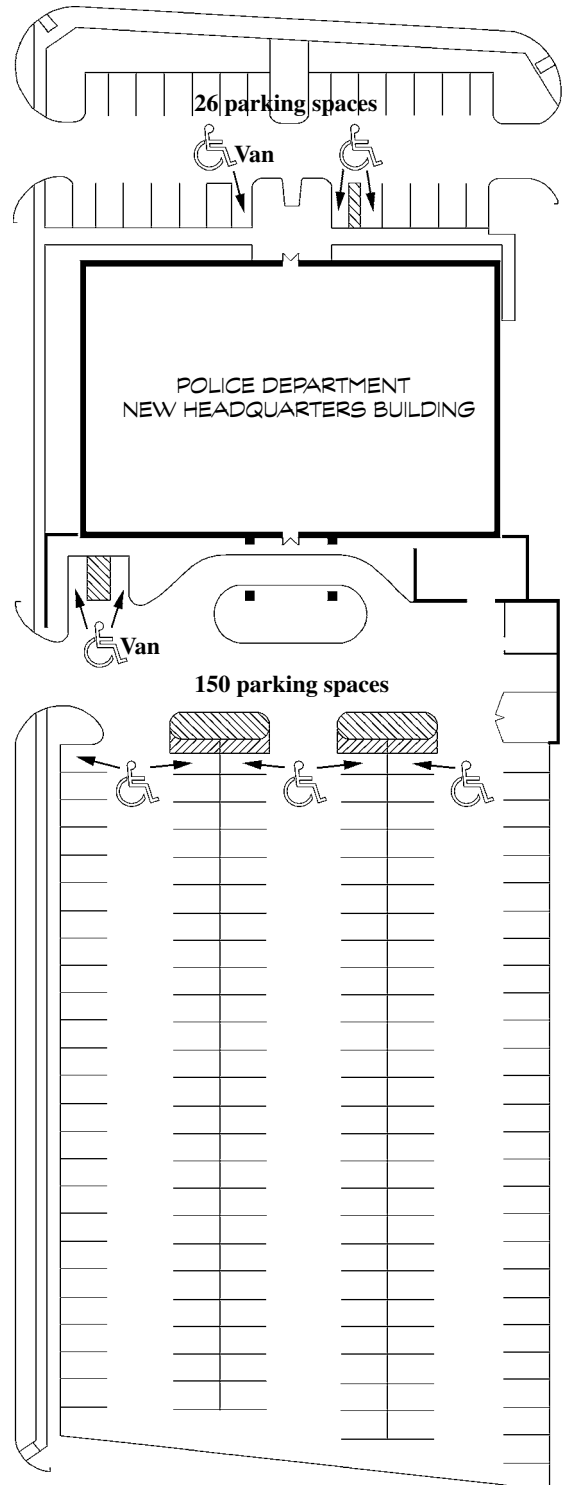 26 parking spaces
Van
POLICE DEPARTMENT
NEW HEADQUARTERS BUILDING
Van
150 parking spaces